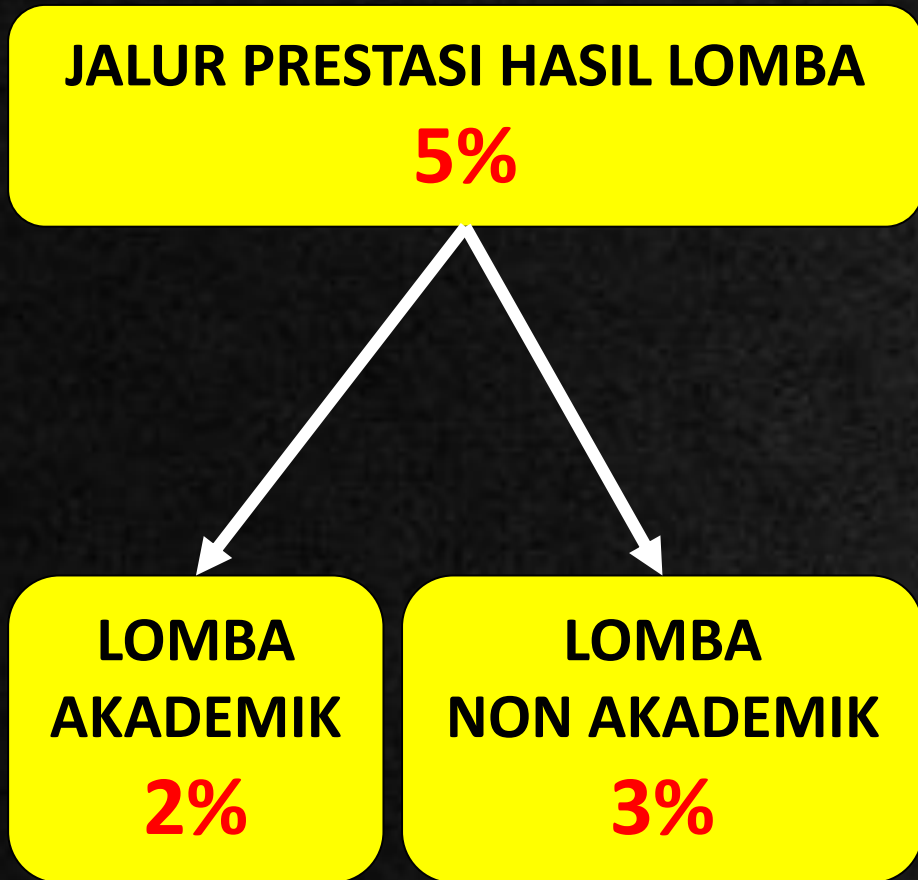 JALUR PRESTASI HASIL LOMBA
5%
LOMBA
AKADEMIK
2%
LOMBA
NON AKADEMIK
3%